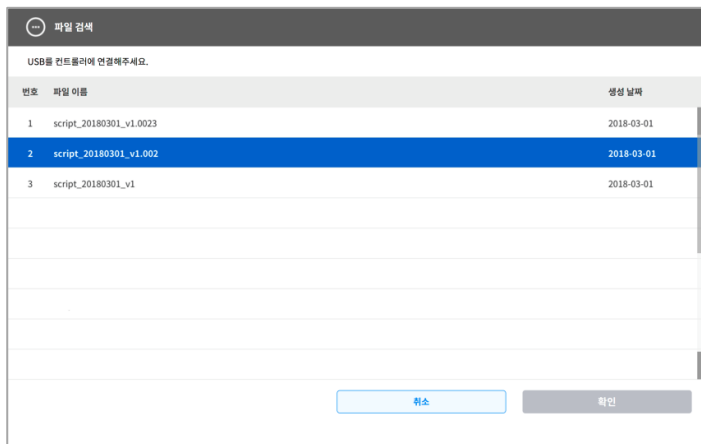 파일 검색
USB를 컨트롤러에 연결해주세요.
번호 파일 이름 생성 날짜
1 script_20180301_v1.0023 2018-03-01
2 script_20180301_v1.002 2018-03-01
3 script_20180301_v1 2018-03-01
취소 확인